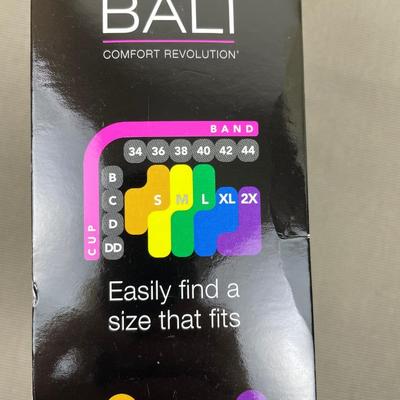 BALI
COMFORT REVOLUTION®
BAND
34 36 38 40 42 44
CUP
B
C
D
DD
S M L XL 2X
Easily find a
size that fits